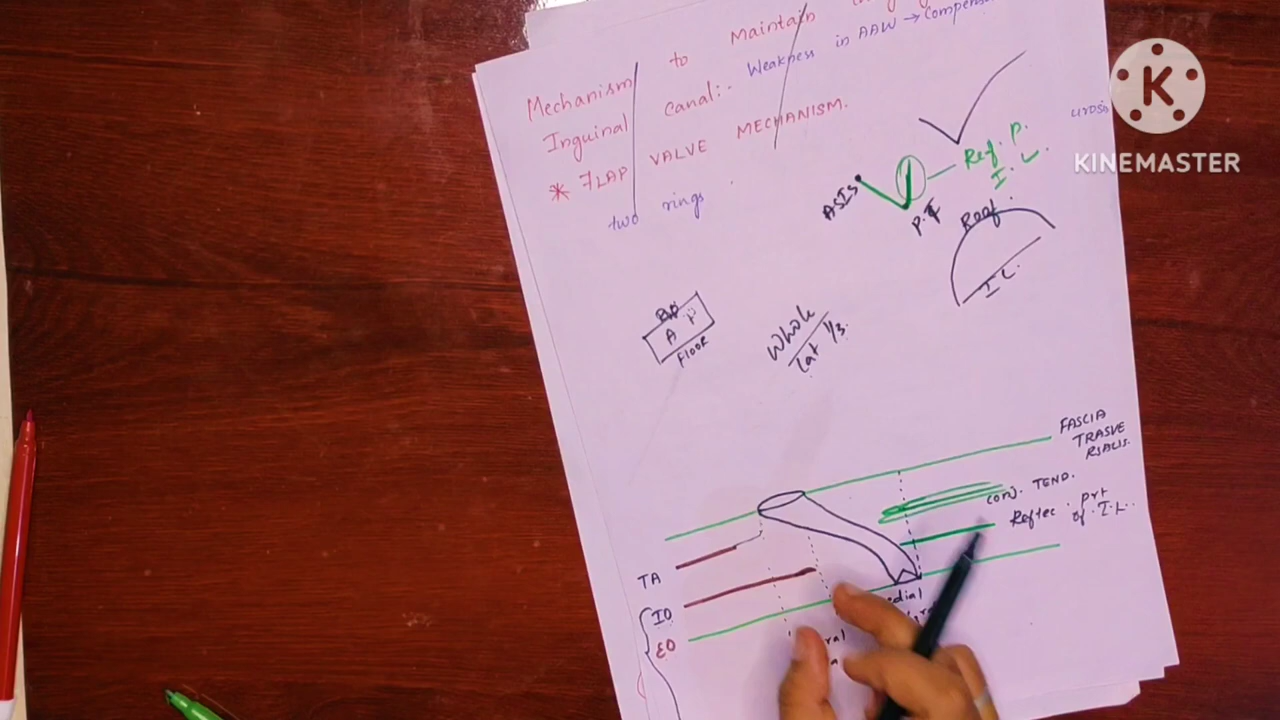 Mechanism to Maintain
Inguinal canal:- Weakness in AAW → Compens
* FLAP VALVE MECHANISM.
two rings
KINEMASTER
Ref. P.
I. L.
ASIS
P.T
Roof.
I L.
A P
FLOOR
Whole
Lat 1/3.
FASCIA
TRASVE
RSALIS.
conj. TEND.
Reflec. prt
of. I.L.
TA
IO
EO